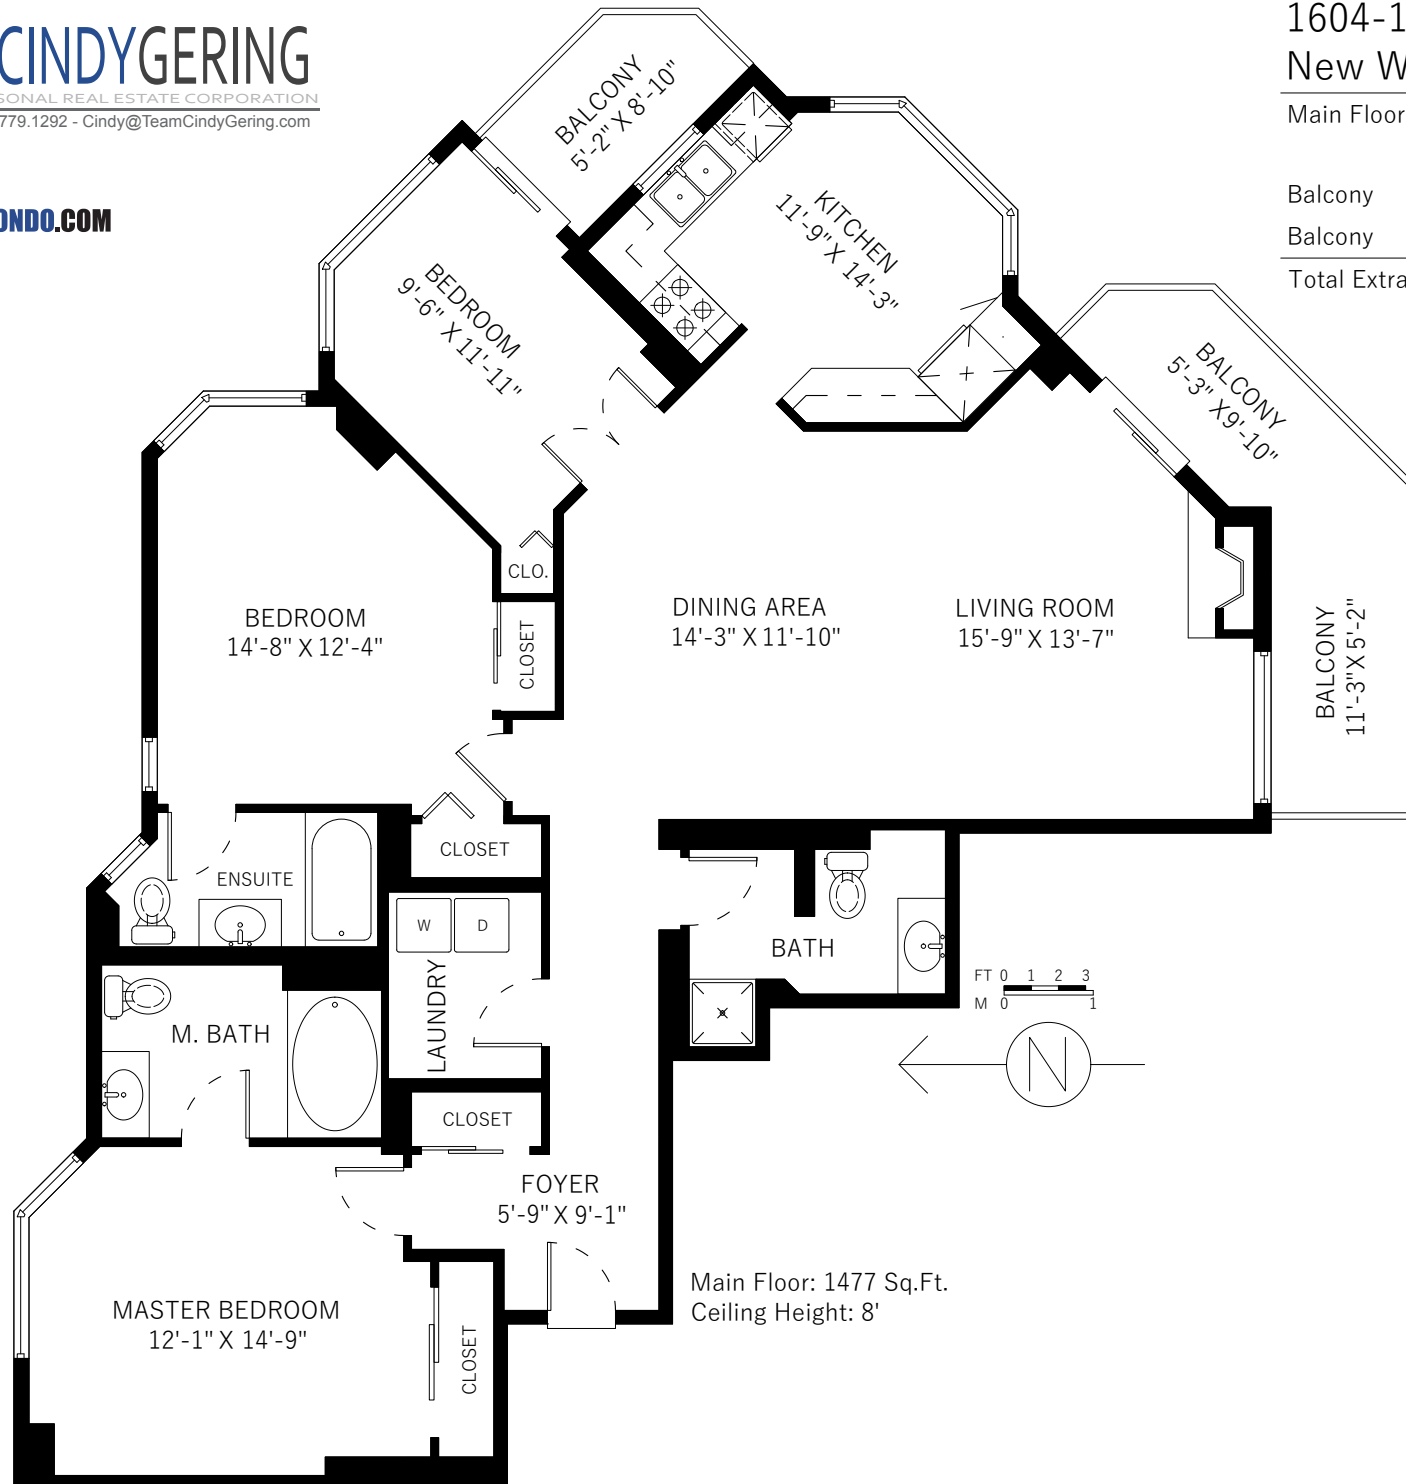 CINDYGERING
SONAL REAL ESTATE CORPORATION
779.1292 - Cindy@TeamCindyGering.com
ONDO.COM
1604-1
New W
Main Floor
Balcony
Balcony
Total Extra
BALCONY
5'-2" X 8'-10"
KITCHEN
11'-9" X 14'-3"
BEDROOM
9'-6" X 11'-11"
BALCONY
5'-3" X9'-10"
CLO.
BEDROOM
14'-8" X 12'-4"
CLOSET
DINING AREA
14'-3" X 11'-10"
LIVING ROOM
15'-9" X 13'-7"
BALCONY
11'-3"X 5'-2"
CLOSET
ENSUITE
W D
LAUNDRY
BATH
M. BATH
FT 0 1 2 3
M 0 1
N
CLOSET
FOYER
5'-9" X 9'-1"
Main Floor: 1477 Sq.Ft.
Ceiling Height: 8'
MASTER BEDROOM
12'-1" X 14'-9"
CLOSET